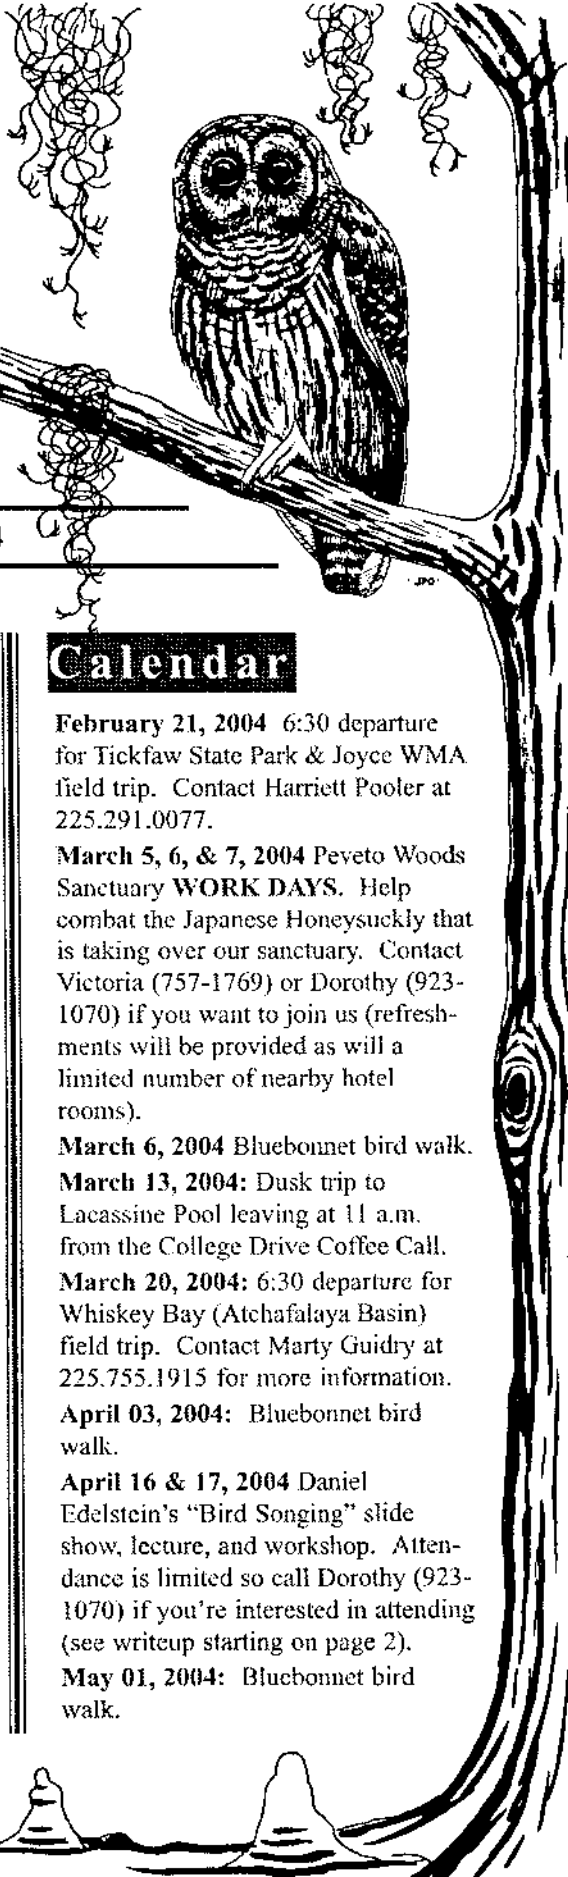 JPO
Calendar
February 21, 2004 6:30 departure
for Tickfaw State Park & Joyce WMA
field trip. Contact Harriett Pooler at
225.291.0077.
March 5, 6, & 7, 2004 Peveto Woods
Sanctuary WORK DAYS. Help
combat the Japanese Honeysuckly that
is taking over our sanctuary. Contact
Victoria (757-1769) or Dorothy (923-
1070) if you want to join us (refresh-
ments will be provided as will a
limited number of nearby hotel
rooms).
March 6, 2004 Bluebonnet bird walk.
March 13, 2004: Dusk trip to
Lacassine Pool leaving at 11 a.m.
from the College Drive Coffee Call.
March 20, 2004: 6:30 departure for
Whiskey Bay (Atchafalaya Basin)
field trip. Contact Marty Guidry at
225.755.1915 for more information.
April 03, 2004: Bluebonnet bird
walk.
April 16 & 17, 2004 Daniel
Edelstein's “Bird Songing” slide
show, lecture, and workshop. Atten-
dance is limited so call Dorothy (923-
1070) if you're interested in attending
(see writeup starting on page 2).
May 01, 2004: Bluebonnet bird
walk.